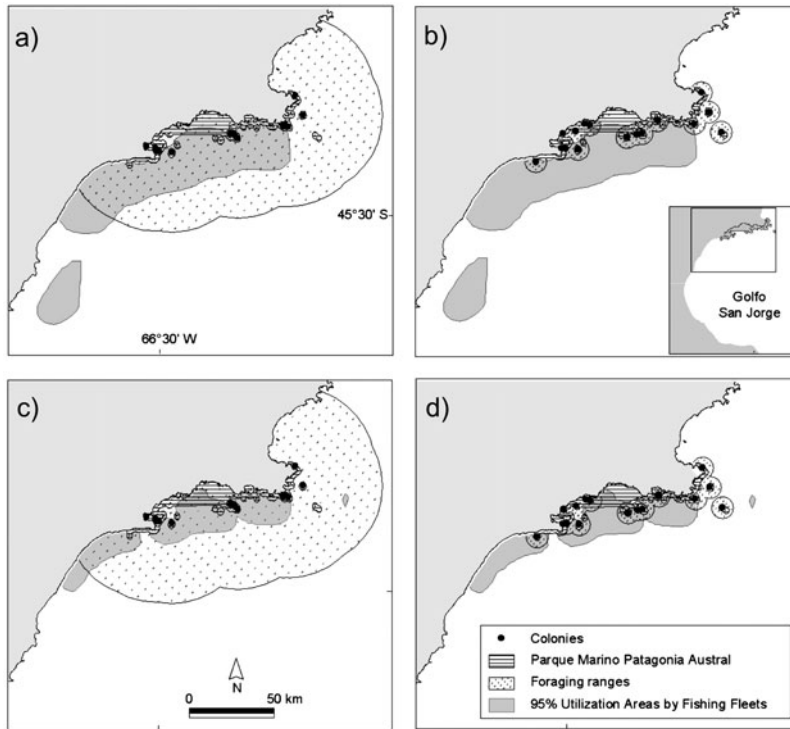 a)
b)
45°30' S
66°30' W
Golfo
San Jorge
c)
d)
N
0 50 km
Colonies
Parque Marino Patagonia Austral
Foraging ranges
95% Utilization Areas by Fishing Fleets